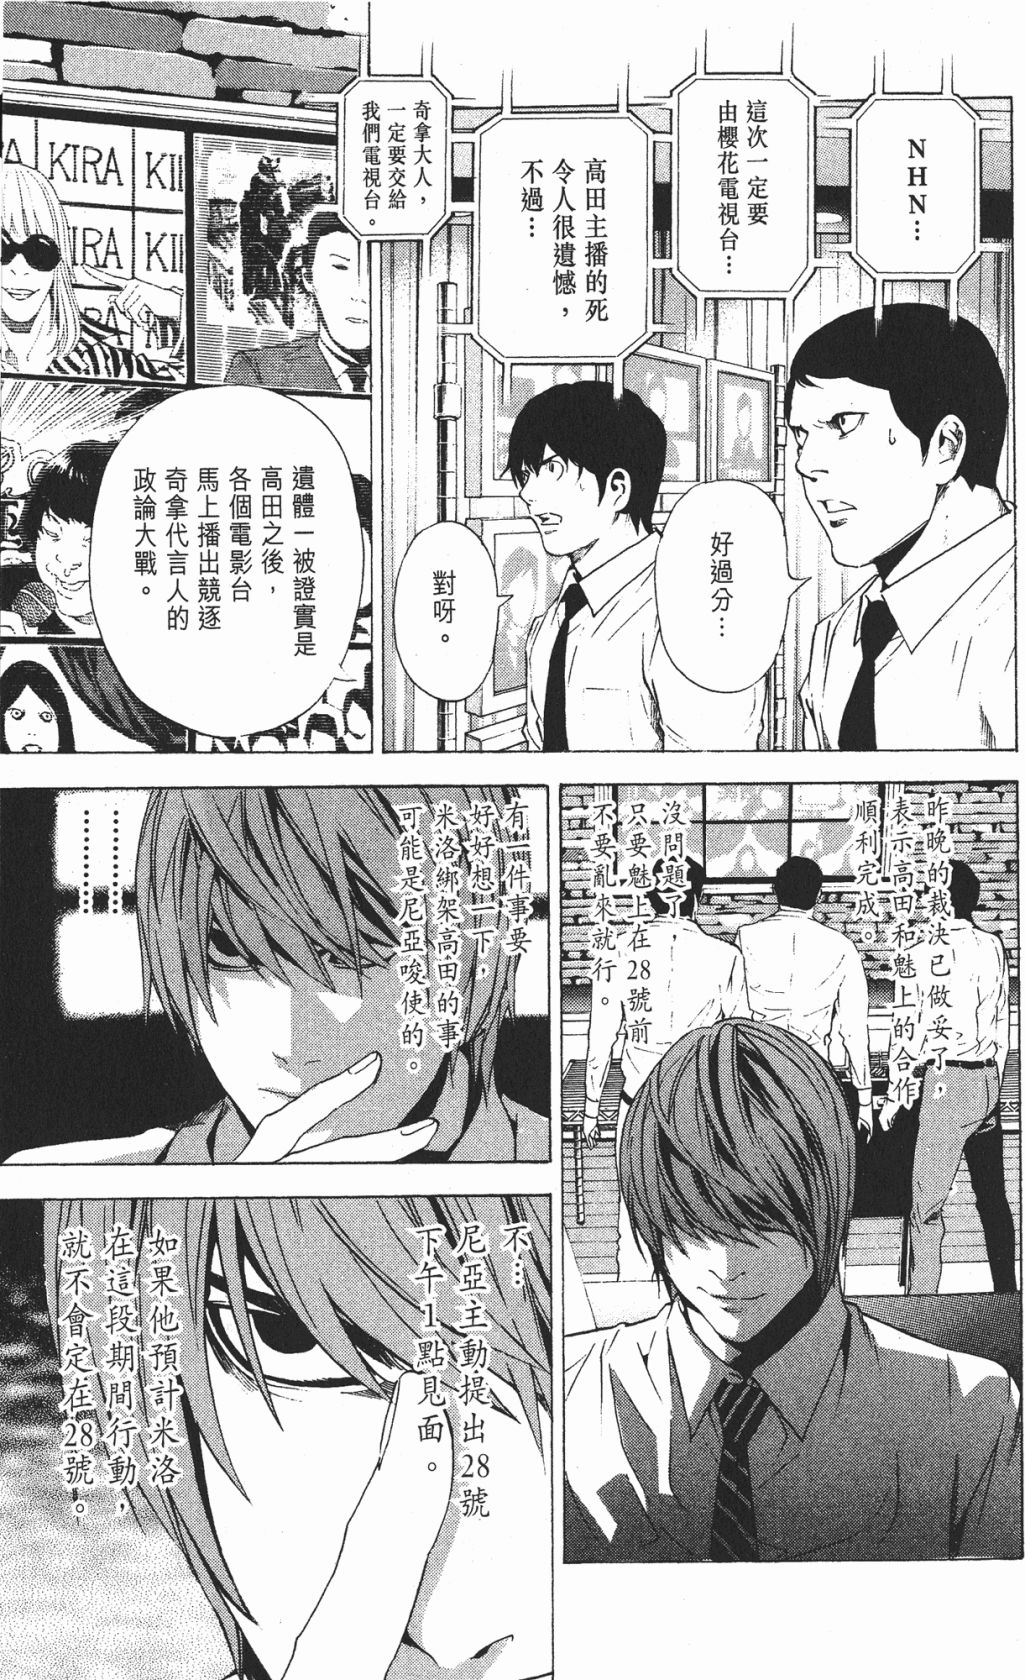 NHN…
這次一定要
由櫻花電視台…
高田主播的死
令人很遺憾，
不過…
奇拿大人，
一定要交給
我們電視台。
KIRA
KI
RA
KI
好過分…
對呀。
遺體一被證實是
高田之後，
各個電影台
馬上播出競逐
奇拿代言人的
政論大戰。
昨晚的裁決已做妥了，
表示高田和魅上的合作
順利完成。
沒問題了，
只要魅上在28號前
不要亂來就行。
有一件事要
好好想一下，
米洛綁架高田的事
可能是尼亞唆使的。
…………
…………
不…
尼亞主動提出28號
下午1點見面。
如果他預計米洛
在這段期間行動，
就不會定在28號。